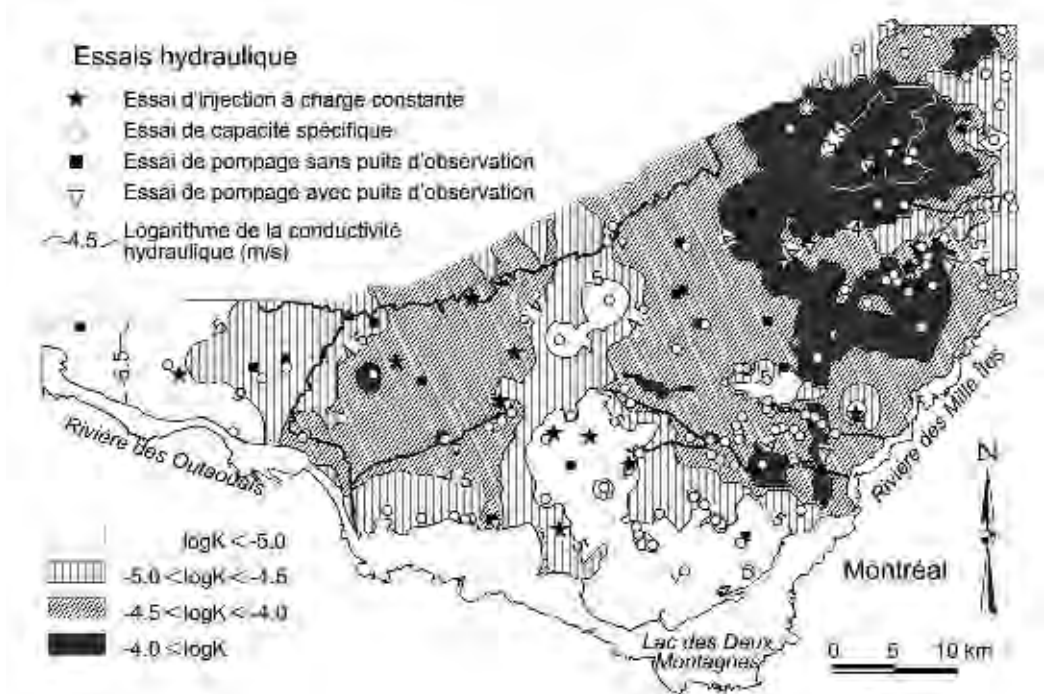 Essais hydraulique
Essai d'injection à charge constante
Essai de capacité spécifique
Essai de pompage sans puits d'observation
Essai de pompage avec puits d'observation
-4.5
Logarithme de la conductivité
hydraulique (m/s)
-5.5
Rivière des Outaouais
Rivière des Mille Îles
N
logK < -5.0
-5.0 < logK < -4.5
-4.5 < logK < -4.0
-4.0 ≤ logK
Montréal
Lac des Deux
Montagnes
0 5 10 km